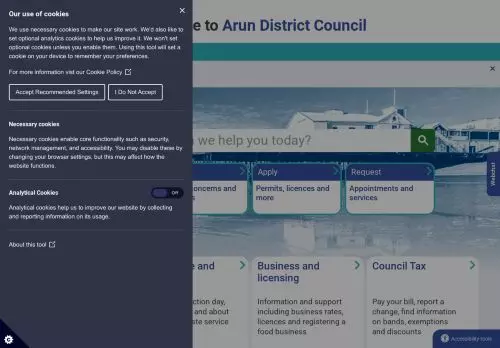 Our use of cookies
We use necessary cookies to make our site work. We'd also like to
set optional analytics cookies to help us improve it. We won't set
optional cookies unless you enable them. Using this tool will set a
cookie on your device to remember your preferences.
For more information visit our Cookie Policy
Accept Recommended Settings
I Do Not Accept
Necessary cookies
Necessary cookies enable core functionality such as security,
network management, and accessibility. You may disable these by
changing your browser settings, but this may affect how the
website functions.
Analytical Cookies
Off
Analytical cookies help us to improve our website by collecting
and reporting information on its usage.
About this tool
e to Arun District Council
n we help you today?
oncerns and
Apply
Permits, licences and
more
Request
Appointments and
services
Webchat
e and
ction day,
and about
ste service
Business and
licensing
Information and support
including business rates,
licences and registering a
food business
Council Tax
Pay your bill, report a
change, find information
on bands, exemptions
and discounts
Accessibility tools